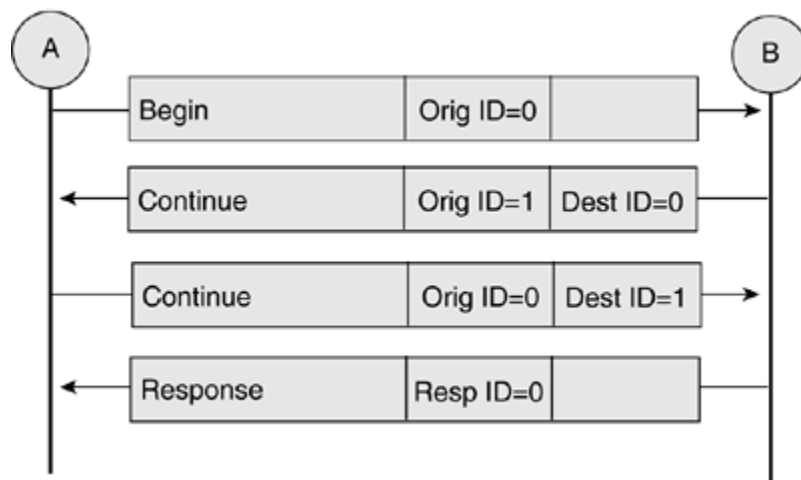 A
B
Begin Orig ID=0
Continue Orig ID=1 Dest ID=0
Continue Orig ID=0 Dest ID=1
Response Resp ID=0